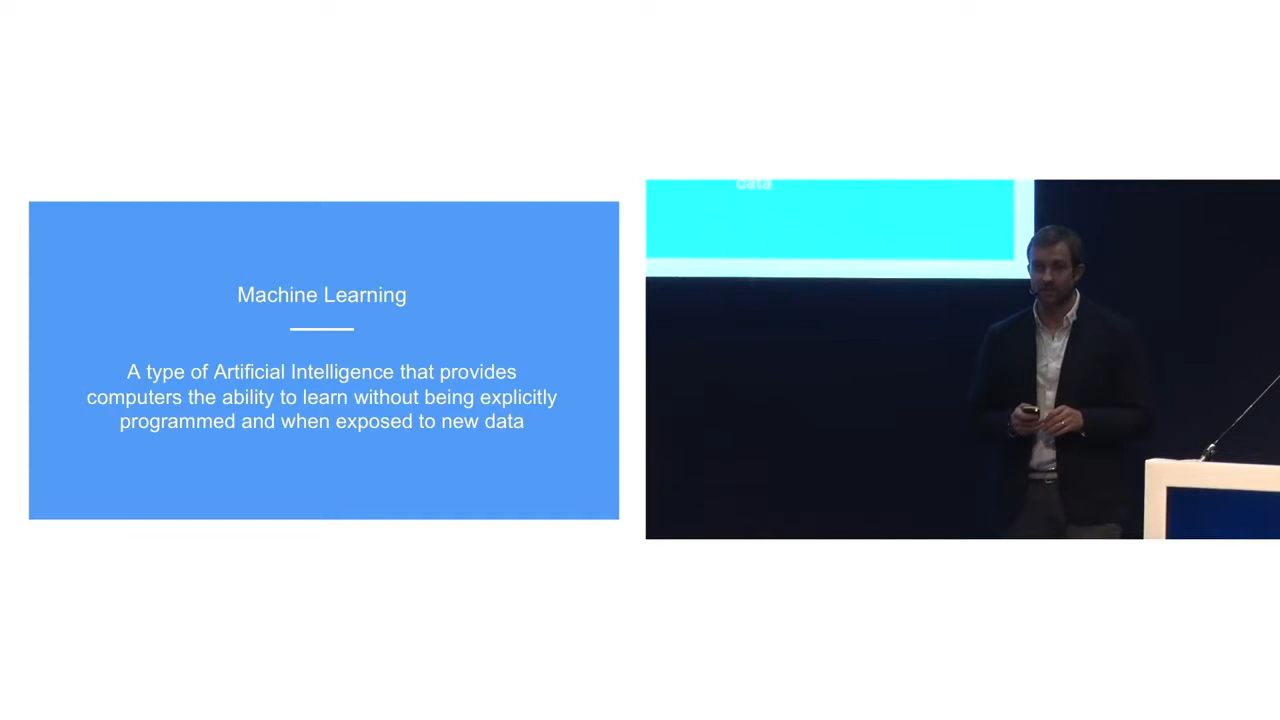 Machine Learning
A type of Artificial Intelligence that provides
computers the ability to learn without being explicitly
programmed and when exposed to new data
data